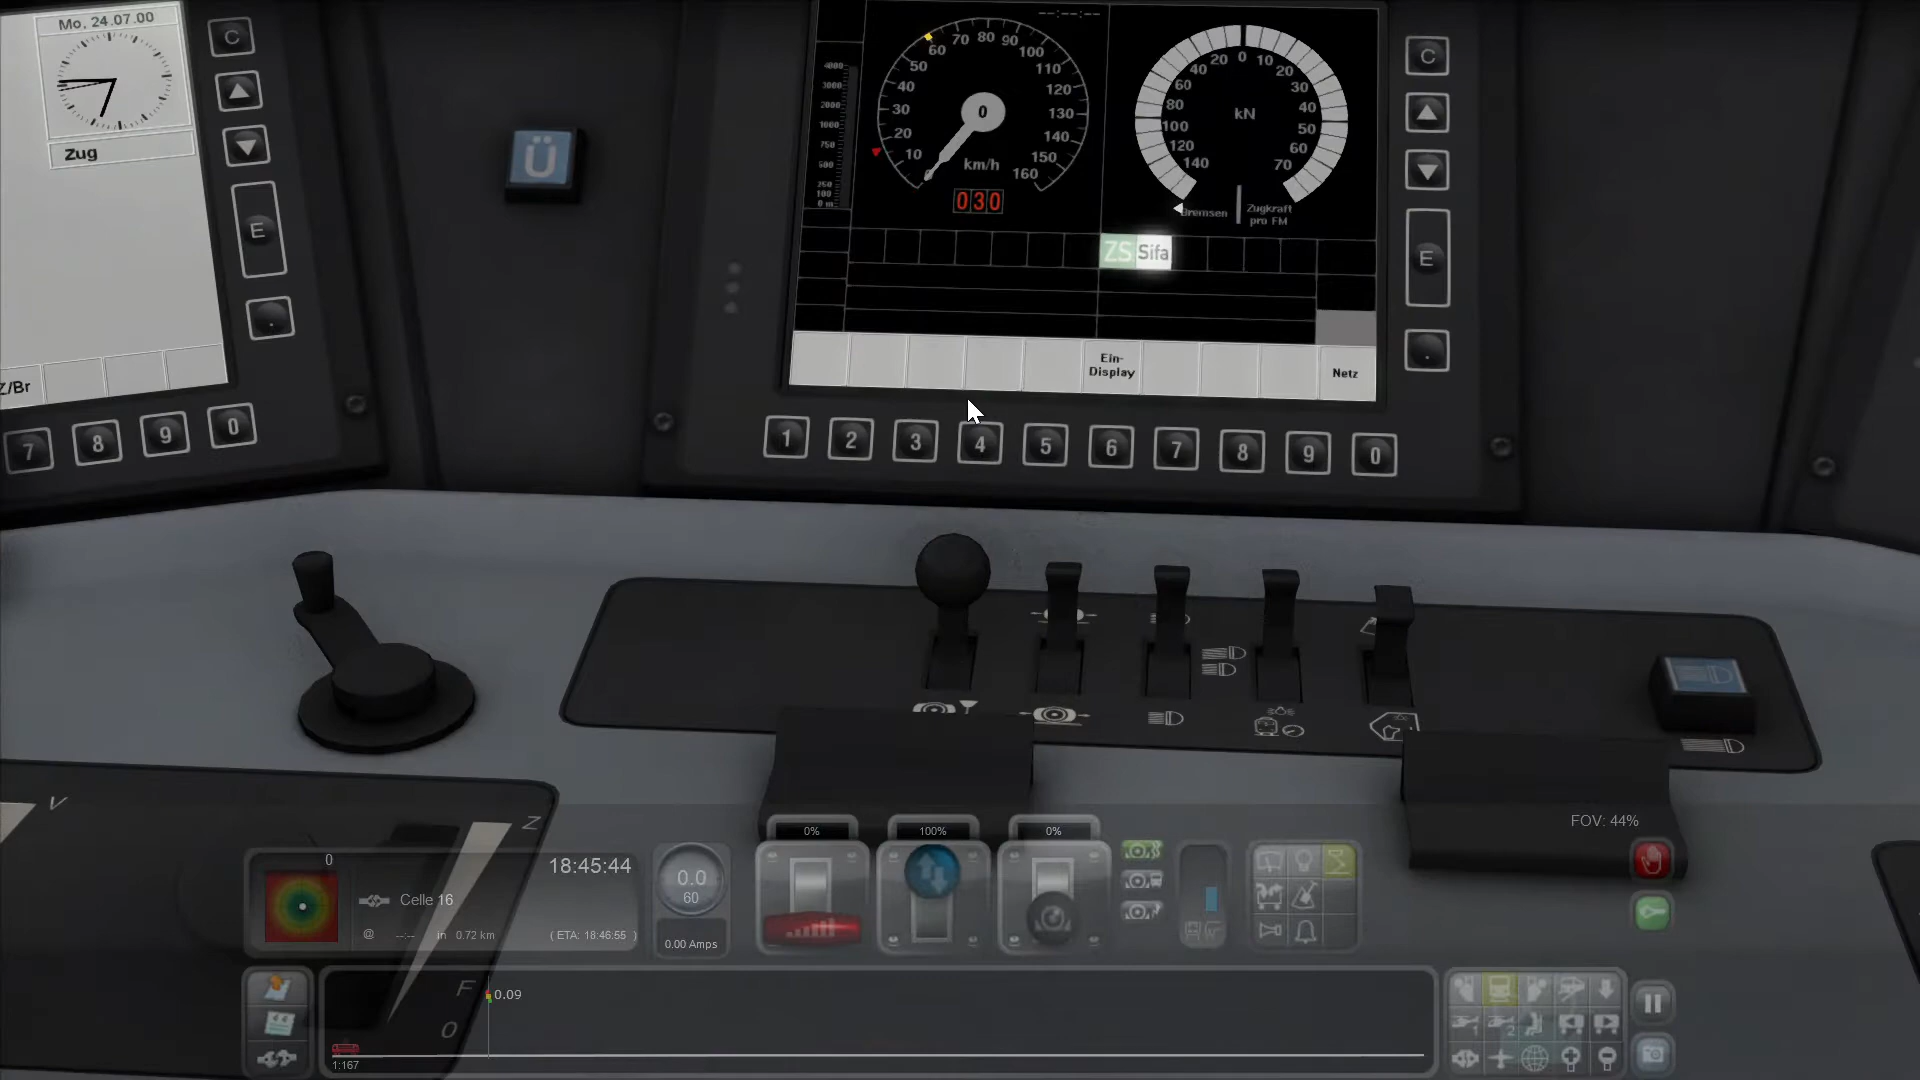 Mo, 24.07.00
Zug
Z/Br
C
E
7 8 9 0
Ü
--:--:--
4000
3000
2000
1000
750
500
250
100
0 m
0 10 20 30 40 50 60 70 80 90 100 110 120 130 140 150 160
0
km/h
030
140 120 100 80 60 40 20 0 10 20 30 40 50 60 70
kN
Bremsen
Zugkraft
pro FM
ZS Sifa
Ein-
Display
Netz
C
E
1 2 3 4 5 6 7 8 9 0
V
Z
F
0
FOV: 44%
0
18:45:44
Celle 16
@ --:-- in 0.72 km ( ETA: 18:46:55 )
0.0
60
0.00 Amps
0%
100%
0%
0.09
1:167
1
2